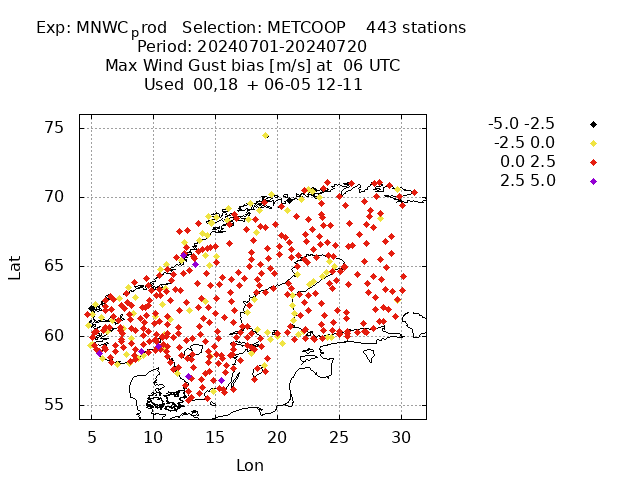 Exp: MNWC_prod   Selection: METCOOP    443 stations
Period: 20240701-20240720
Max Wind Gust bias [m/s] at  06 UTC
Used  00,18  + 06-05 12-11
-5.0 -2.5
-2.5 0.0
0.0 2.5
2.5 5.0
75
70
65
60
55
Lat
5 10 15 20 25 30
Lon